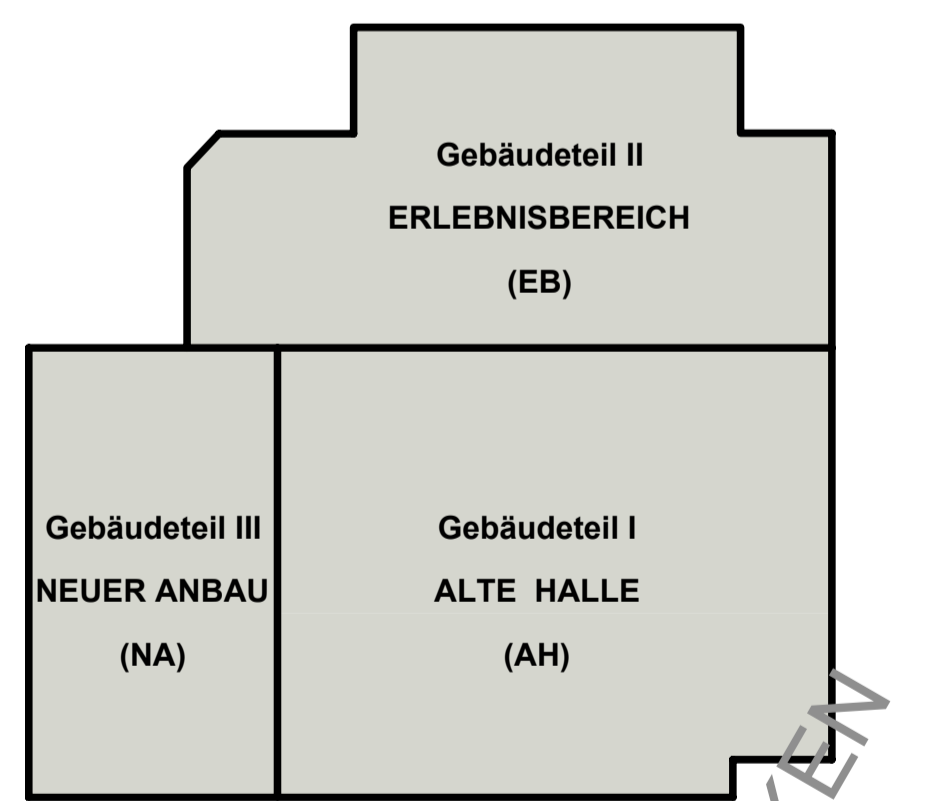 Gebäudeteil II
ERLEBNISBEREICH
(EB)
Gebäudeteil III
NEUER ANBAU
(NA)
Gebäudeteil I
ALTE HALLE
(AH)